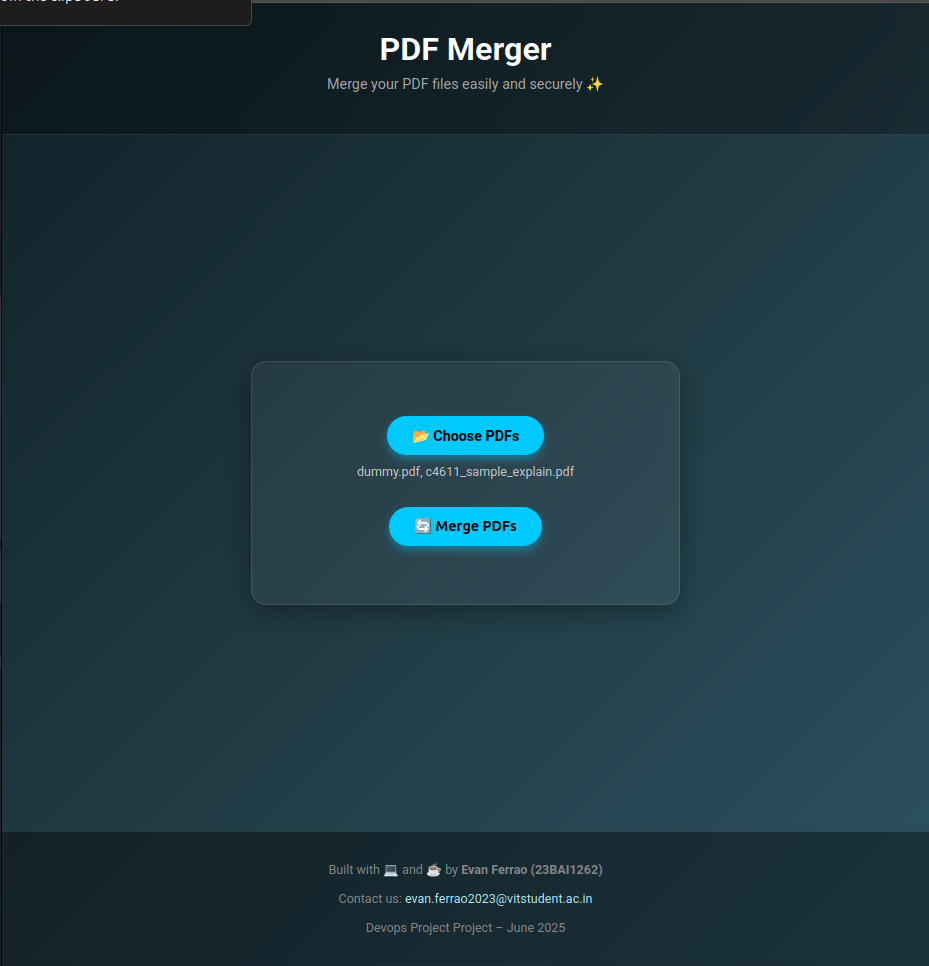 PDF Merger
Merge your PDF files easily and securely ✨
📂 Choose PDFs
dummy.pdf, c4611_sample_explain.pdf
🔄 Merge PDFs
Built with 💻 and ☕ by Evan Ferrao (23BAI1262)
Contact us: evan.ferrao2023@vitstudent.ac.in
Devops Project Project – June 2025